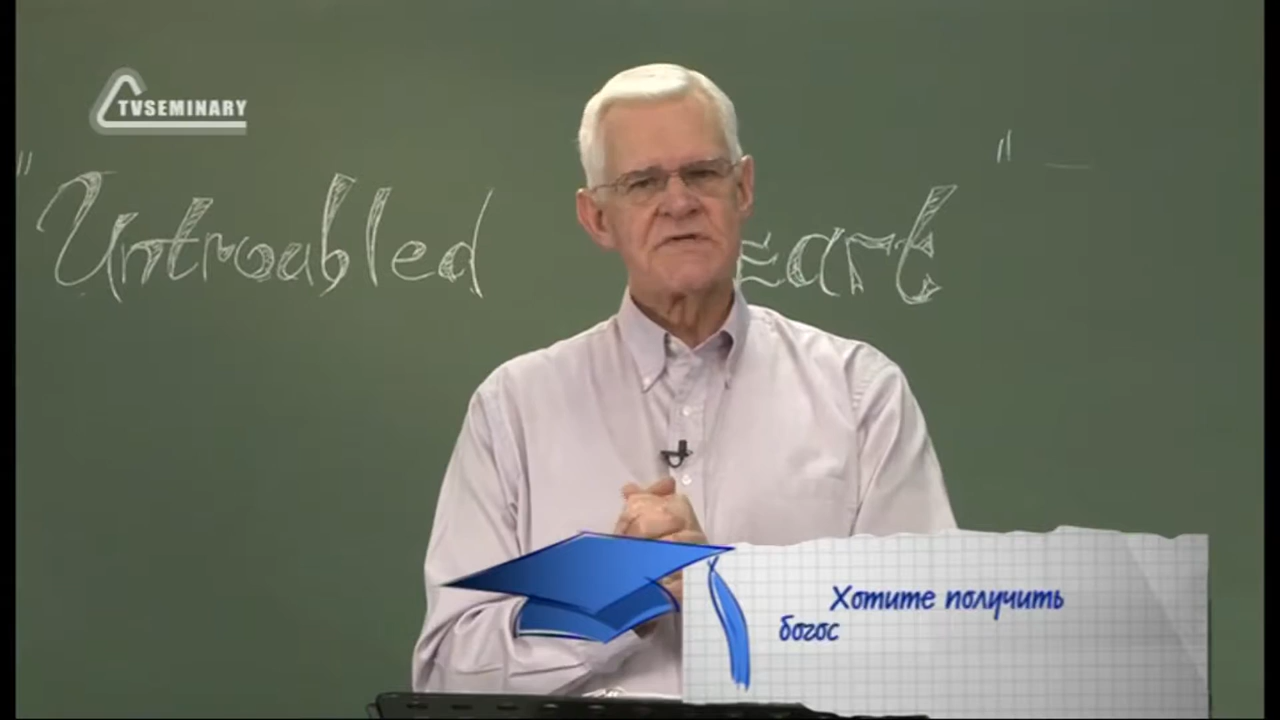 TVSEMINARY
"Untroubled eart" -
Хотите получить
богос